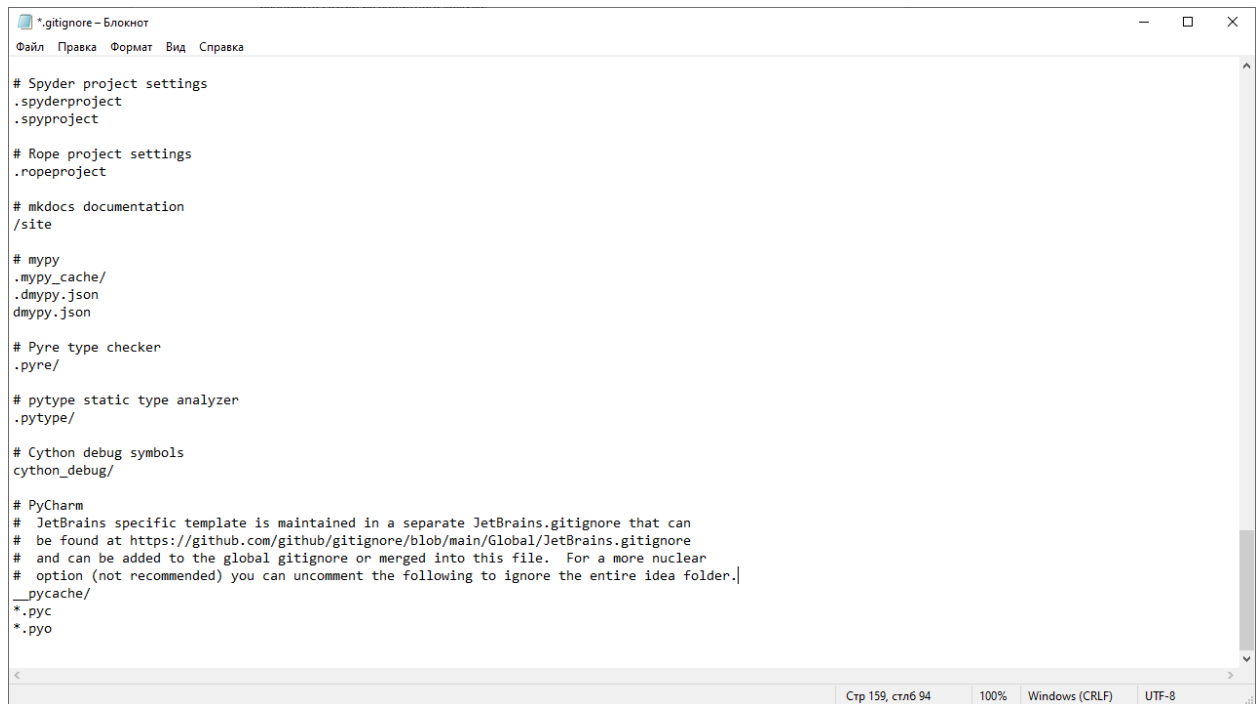 *.gitignore – Блокнот
Файл Правка Формат Вид Справка
# Spyder project settings
.spyderproject
.spyproject
# Rope project settings
.ropeproject
# mkdocs documentation
/site
# mypy
.mypy_cache/
.dmypy.json
dmypy.json
# Pyre type checker
.pyre/
# pytype static type analyzer
.pytype/
# Cython debug symbols
cython_debug/
# PyCharm
#  JetBrains specific template is maintained in a separate JetBrains.gitignore that can
#  be found at https://github.com/github/gitignore/blob/main/Global/JetBrains.gitignore
#  and can be added to the global gitignore or merged into this file.  For a more nuclear
#  option (not recommended) you can uncomment the following to ignore the entire idea folder.
__pycache/
*.pyc
*.pyo
Стр 159, стлб 94 100% Windows (CRLF) UTF-8